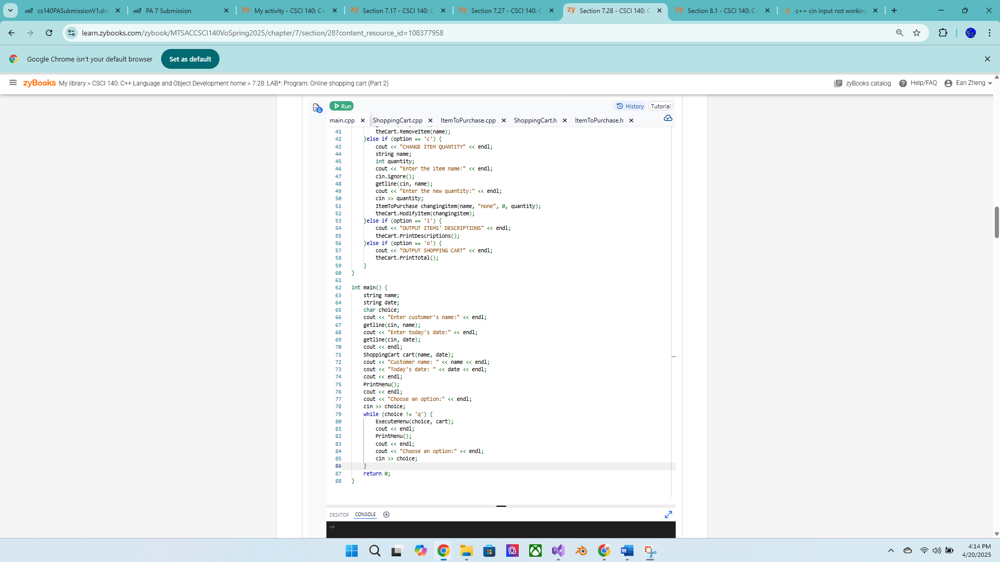 cs140PASubmissionV1.do
PA 7 Submission
My activity - CSCI 140: C+
Section 7.17 - CSCI 140: C
Section 7.27 - CSCI 140: C
Section 7.28 - CSCI 140: C
Section 8.1 - CSCI 140: C+
c++ cin input not working
learn.zybooks.com/zybook/MTSACCSCI140VoSpring2025/chapter/7/section/28?content_resource_id=108377958
Google Chrome isn't your default browser
Set as default
zyBooks My library > CSCI 140: C++ Language and Object Development home > 7.28: LAB*: Program: Online shopping cart (Part 2)
zyBooks catalog
Help/FAQ
Ean Zheng
5
Run
History
Tutorial
main.cpp
ShoppingCart.cpp
ItemToPurchase.cpp
ShoppingCart.h
ItemToPurchase.h
41 theCart.RemoveItem(name);
42 }else if (option == 'c') {
43 cout << "CHANGE ITEM QUANTITY" << endl;
44 string name;
45 int quantity;
46 cout << "Enter the item name:" << endl;
47 cin.ignore();
48 getline(cin, name);
49 cout << "Enter the new quantity:" << endl;
50 cin >> quantity;
51 ItemToPurchase changingitem(name, "none", 0, quantity);
52 theCart.ModifyItem(changingitem);
53 }else if (option == 'i') {
54 cout << "OUTPUT ITEMS' DESCRIPTIONS" << endl;
55 theCart.PrintDescriptions();
56 }else if (option == 'o') {
57 cout << "OUTPUT SHOPPING CART" << endl;
58 theCart.PrintTotal();
59 }
60 }
61
62 int main() {
63 string name;
64 string date;
65 char choice;
66 cout << "Enter customer's name:" << endl;
67 getline(cin, name);
68 cout << "Enter today's date:" << endl;
69 getline(cin, date);
70 cout << endl;
71 ShoppingCart cart(name, date);
72 cout << "Customer name: " << name << endl;
73 cout << "Today's date: " << date << endl;
74 cout << endl;
75 PrintMenu();
76 cout << endl;
77 cout << "Choose an option:" << endl;
78 cin >> choice;
79 while (choice != 'q') {
80 ExecuteMenu(choice, cart);
81 cout << endl;
82 PrintMenu();
83 cout << endl;
84 cout << "Choose an option:" << endl;
85 cin >> choice;
86 }
87 return 0;
88 }
DESKTOP
CONSOLE
4:14 PM
4/20/2025